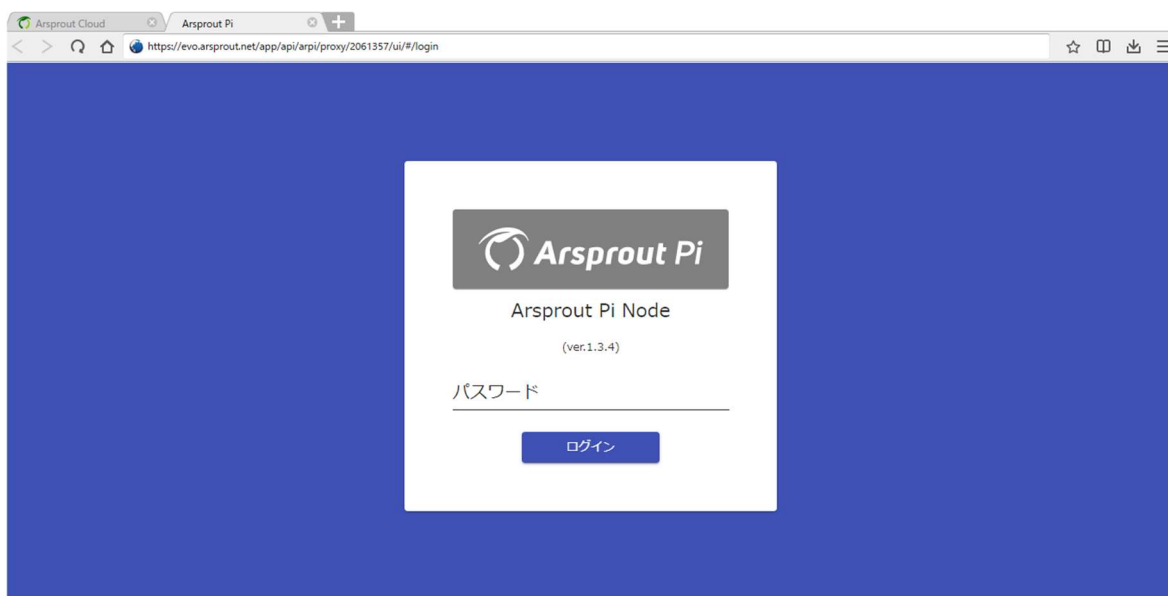 Arsprout Cloud
Arsprout Pi
https://evo.arsprout.net/app/api/arpi/proxy/2061357/ui/#/login
Arsprout Pi
Arsprout Pi Node
(ver.1.3.4)
パスワード
ログイン